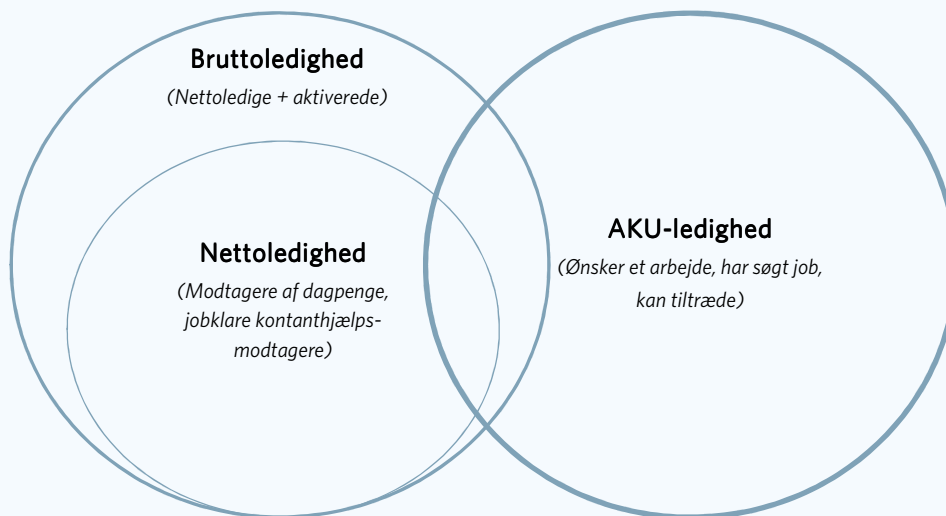 Bruttoledighed
(Nettoledige + aktiverede)
Nettoledighed
(Modtagere af dagpenge,
jobklare kontanthjælps-
modtagere)
AKU-ledighed
(Ønsker et arbejde, har søgt job,
kan tiltræde)